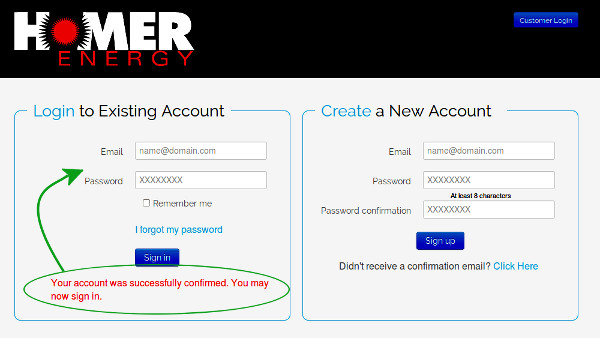 HOMER
ENERGY
Customer Login
Login to Existing Account
Email name@domain.com
Password XXXXXXXX
Remember me
I forgot my password
Sign in
Your account was successfully confirmed. You may
now sign in.
Create a New Account
Email name@domain.com
Password XXXXXXXX
At least 8 characters
Password confirmation XXXXXXXX
Sign up
Didn't receive a confirmation email? Click Here